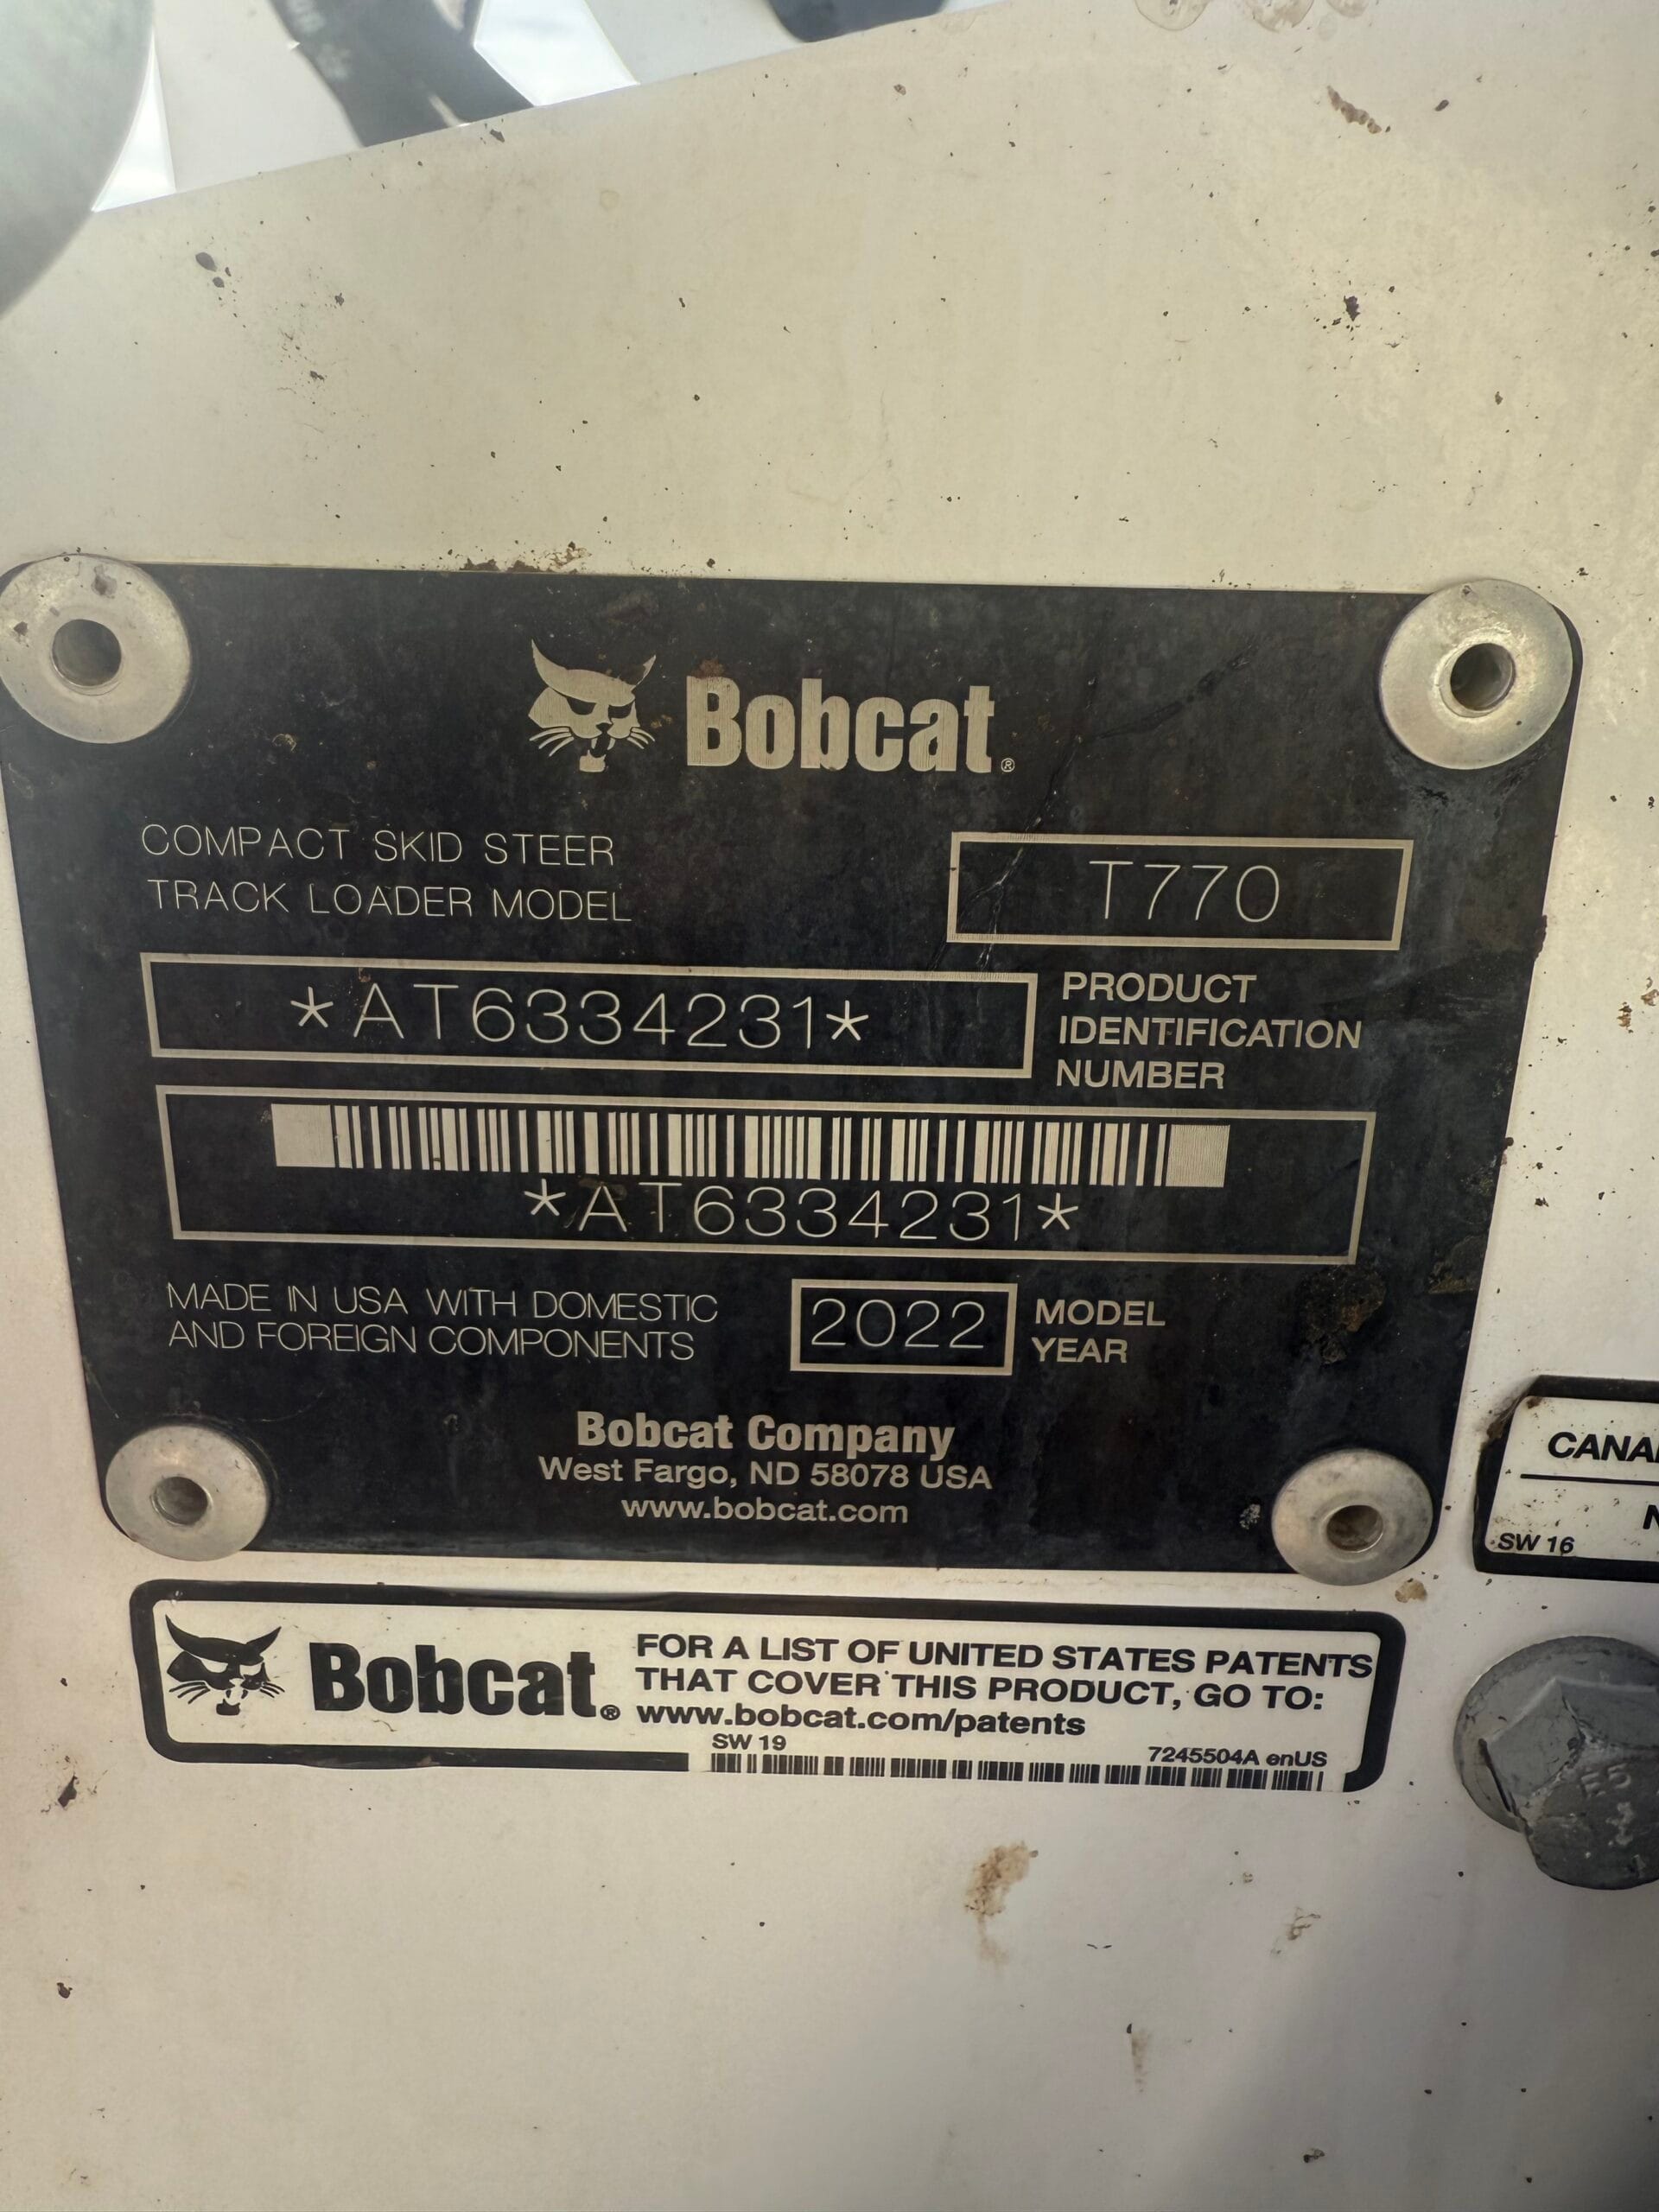 Bobcat®
COMPACT SKID STEER
TRACK LOADER MODEL
T770
*AT6334231*
PRODUCT
IDENTIFICATION
NUMBER
*AT6334231*
MADE IN USA WITH DOMESTIC
AND FOREIGN COMPONENTS
2022
MODEL
YEAR
Bobcat Company
West Fargo, ND 58078 USA
www.bobcat.com
Bobcat®
FOR A LIST OF UNITED STATES PATENTS
THAT COVER THIS PRODUCT, GO TO:
www.bobcat.com/patents
SW 19
7245504A enUS
CANA
N
SW 16